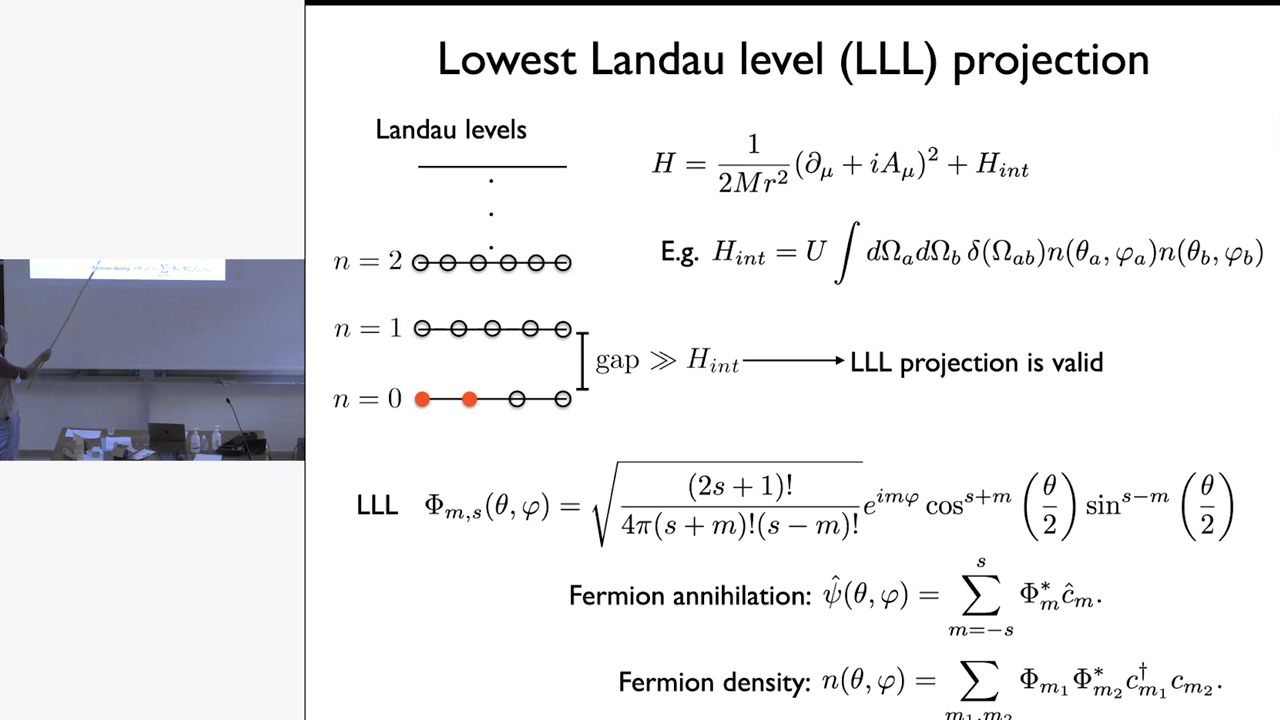 Lowest Landau level (LLL) projection
Landau levels
H = \frac{1}{2Mr^2}(\partial_\mu + iA_\mu)^2 + H_{int}
n = 2
E.g. H_{int} = U \int d\Omega_a d\Omega_b \, \delta(\Omega_{ab}) n(\theta_a, \varphi_a) n(\theta_b, \varphi_b)
n = 1
gap ≫ H_{int} → LLL projection is valid
n = 0
LLL \Phi_{m,s}(\theta, \varphi) = \sqrt{\frac{(2s+1)!}{4\pi(s+m)!(s-m)!}} e^{im\varphi} \cos^{s+m}\left(\frac{\theta}{2}\right) \sin^{s-m}\left(\frac{\theta}{2}\right)
Fermion annihilation: \hat{\psi}(\theta, \varphi) = \sum_{m=-s}^{s} \Phi_m^* \hat{c}_m.
Fermion density: n(\theta, \varphi) = \sum_{m_1,m_2} \Phi_{m_1} \Phi_{m_2}^* c_{m_1}^\dagger c_{m_2}.